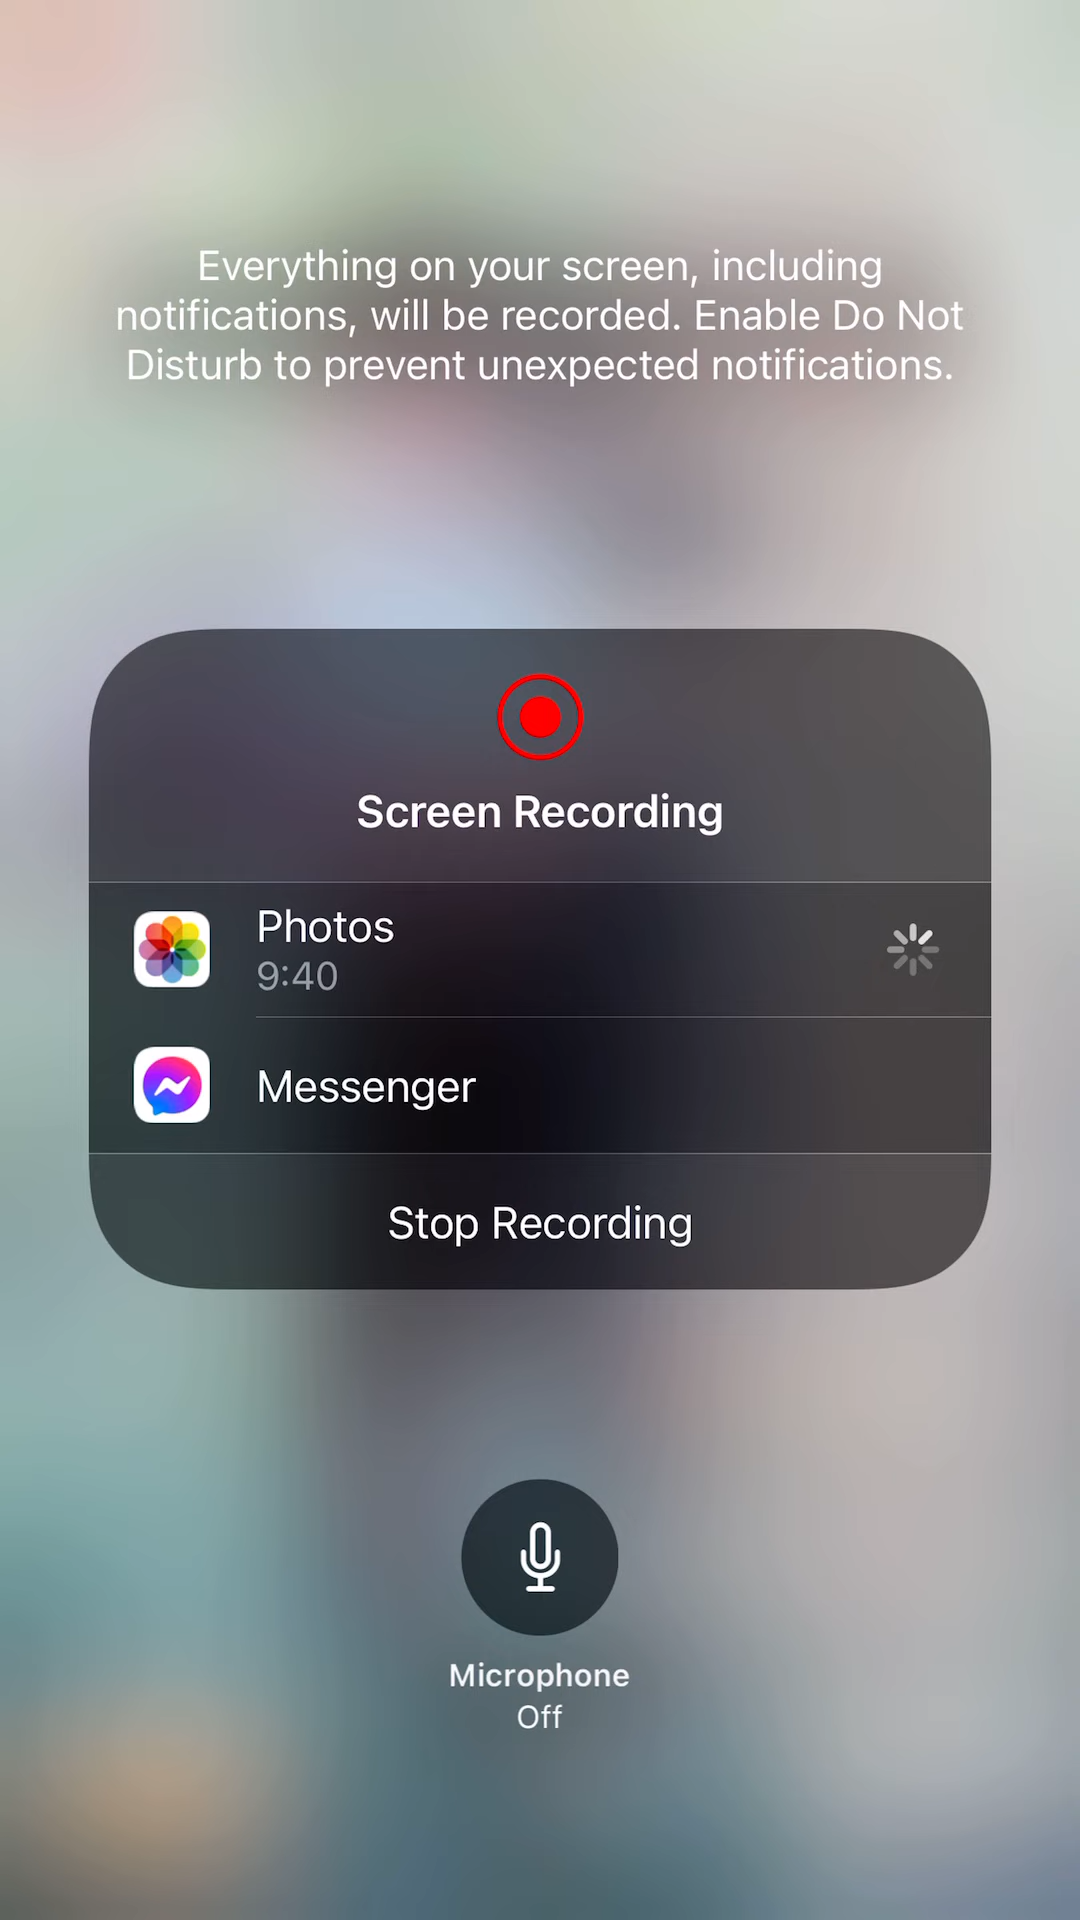 Everything on your screen, including
notifications, will be recorded. Enable Do Not
Disturb to prevent unexpected notifications.
Screen Recording
Photos
9:40
Messenger
Stop Recording
Microphone
Off